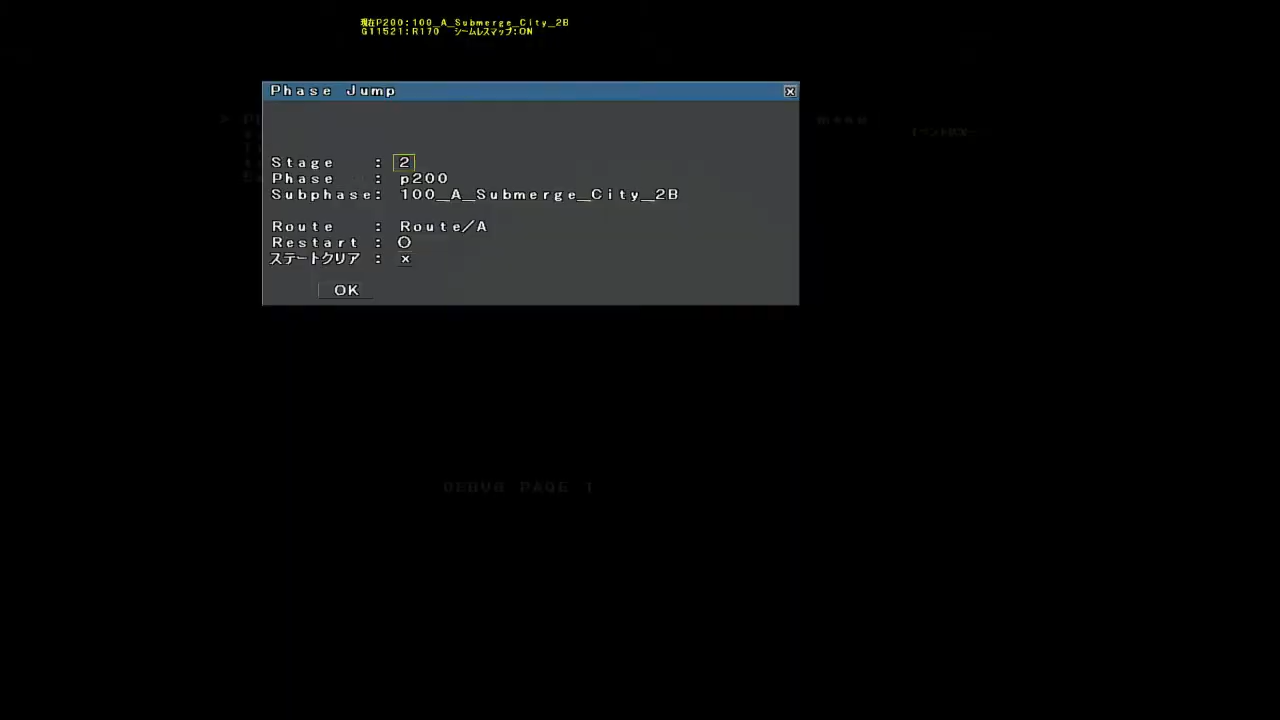 現在P200:100_A_Submerge_City_2B
G11521:R170 シームレスマップ:ON
Phase Jump
Stage : 2
Phase : p200
Subphase: 100_A_Submerge_City_2B
Route : Route/A
Restart : ○
ステートクリア : ×
OK
DEBUG PAGE 1